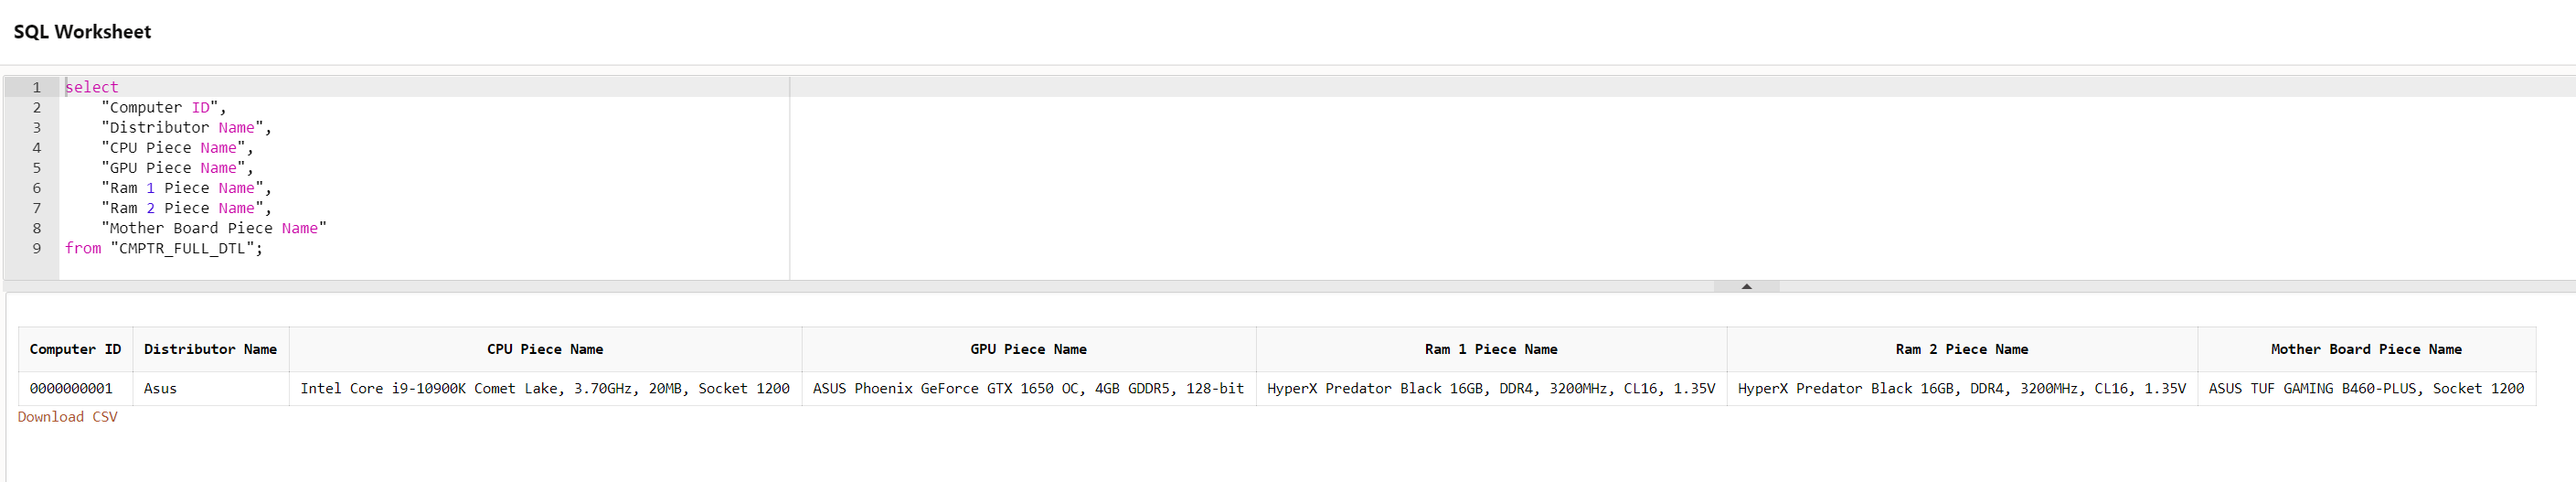 SQL Worksheet
1 select
2 "Computer ID",
3 "Distributor Name",
4 "CPU Piece Name",
5 "GPU Piece Name",
6 "Ram 1 Piece Name",
7 "Ram 2 Piece Name",
8 "Mother Board Piece Name"
9 from "CMPTR_FULL_DTL";
Computer ID Distributor Name CPU Piece Name GPU Piece Name Ram 1 Piece Name Ram 2 Piece Name Mother Board Piece Name
0000000001 Asus Intel Core i9-10900K Comet Lake, 3.70GHz, 20MB, Socket 1200 ASUS Phoenix GeForce GTX 1650 OC, 4GB GDDR5, 128-bit HyperX Predator Black 16GB, DDR4, 3200MHz, CL16, 1.35V HyperX Predator Black 16GB, DDR4, 3200MHz, CL16, 1.35V ASUS TUF GAMING B460-PLUS, Socket 1200
Download CSV